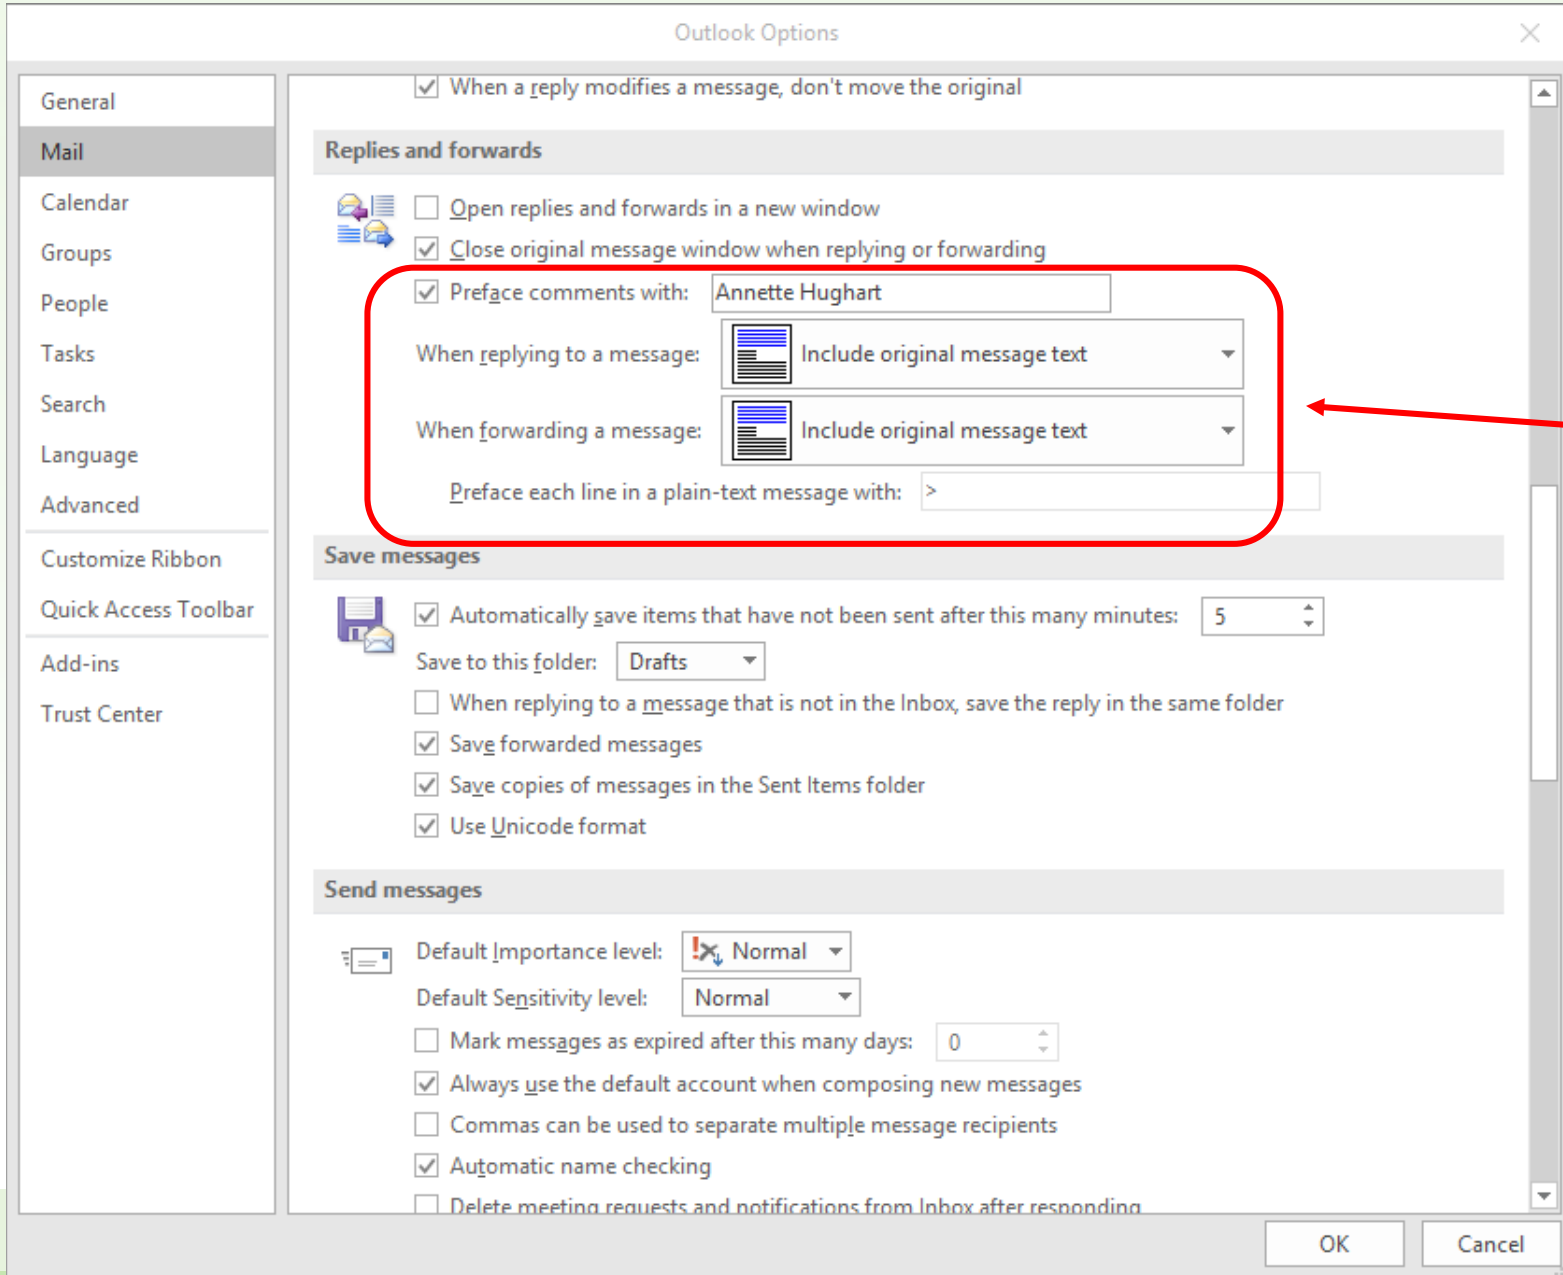 Outlook Options
General
Mail
Calendar
Groups
People
Tasks
Search
Language
Advanced
Customize Ribbon
Quick Access Toolbar
Add-ins
Trust Center
When a reply modifies a message, don't move the original
Replies and forwards
Open replies and forwards in a new window
Close original message window when replying or forwarding
Preface comments with: Annette Hughart
When replying to a message: Include original message text
When forwarding a message: Include original message text
Preface each line in a plain-text message with: >
Save messages
Automatically save items that have not been sent after this many minutes: 5
Save to this folder: Drafts
When replying to a message that is not in the Inbox, save the reply in the same folder
Save forwarded messages
Save copies of messages in the Sent Items folder
Use Unicode format
Send messages
Default Importance level: Normal
Default Sensitivity level: Normal
Mark messages as expired after this many days: 0
Always use the default account when composing new messages
Commas can be used to separate multiple message recipients
Automatic name checking
Delete meeting requests and notifications from Inbox after responding
OK Cancel